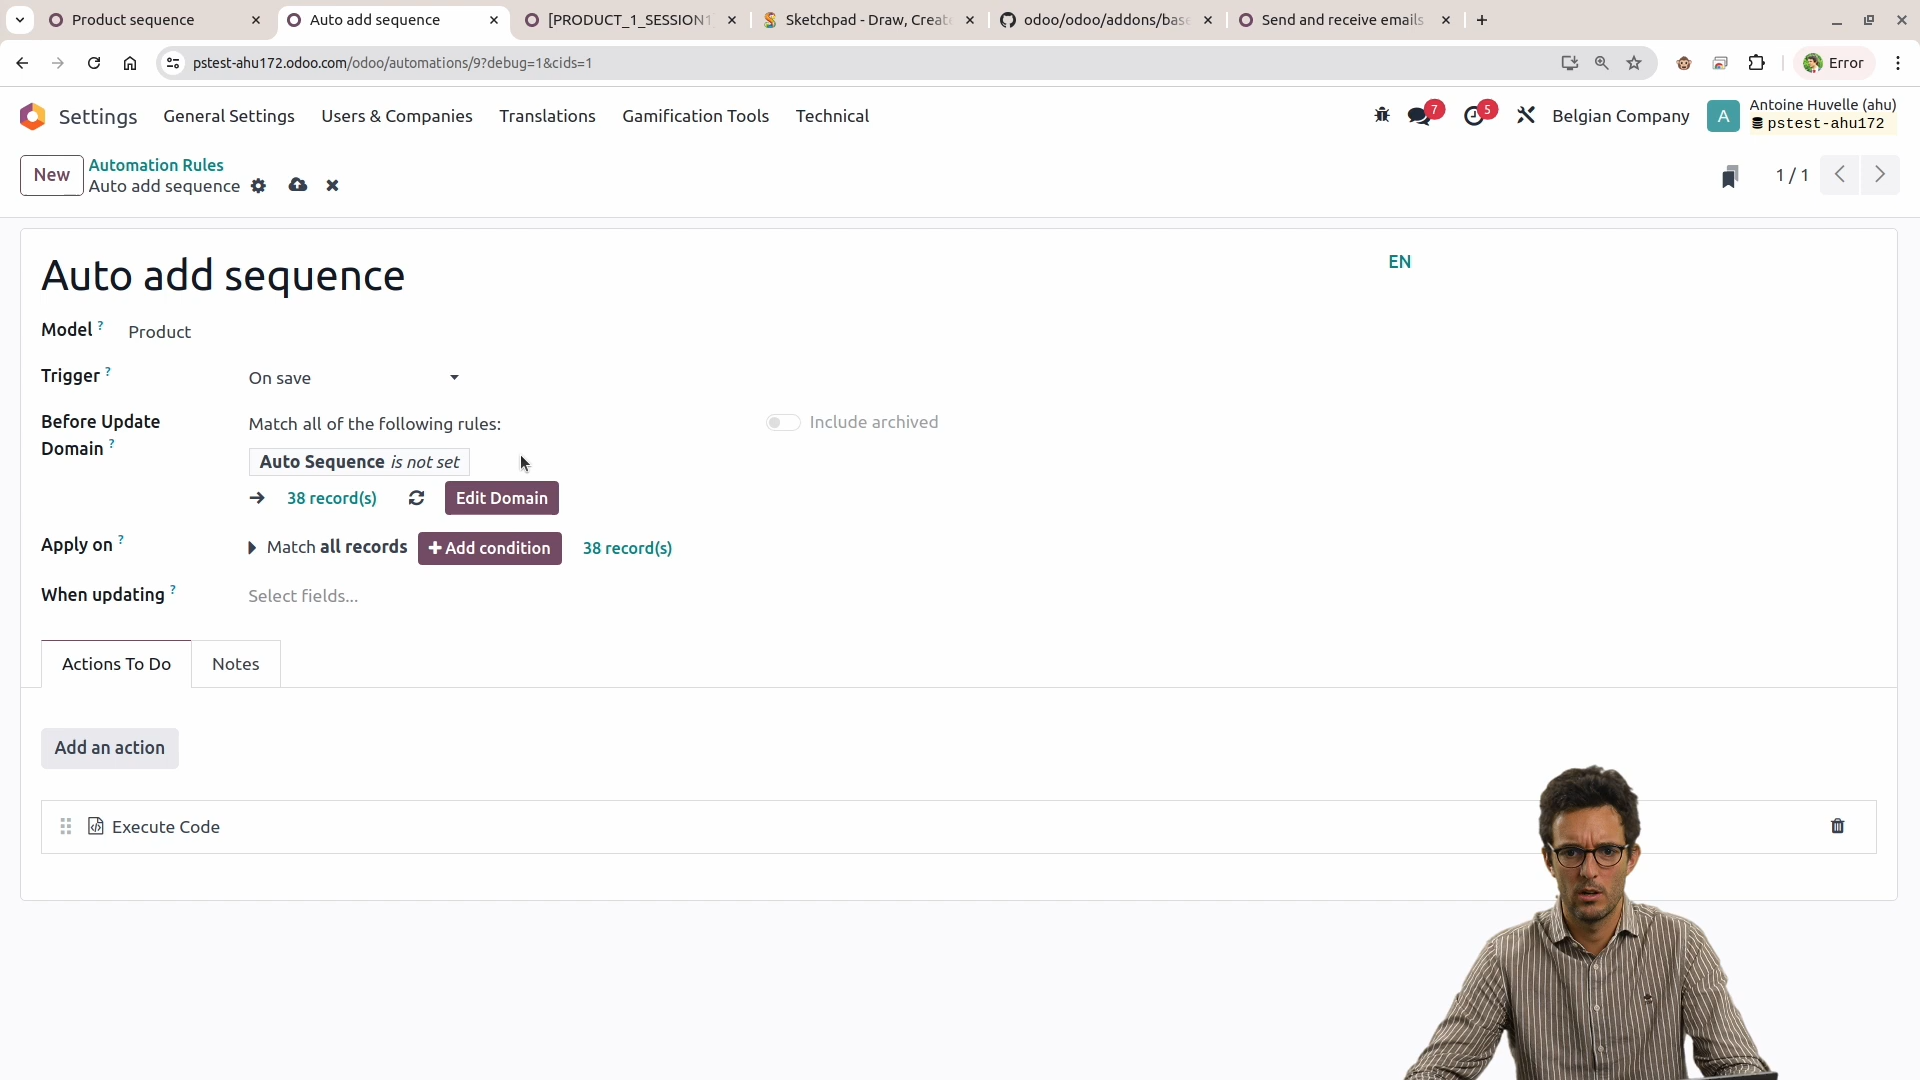 Product sequence
Auto add sequence
[PRODUCT_1_SESSION1
Sketchpad - Draw, Create
odoo/odoo/addons/base
Send and receive emails
pstest-ahu172.odoo.com/odoo/automations/9?debug=1&cids=1
Error
Settings
General Settings
Users & Companies
Translations
Gamification Tools
Technical
7
5
Belgian Company
A
Antoine Huvelle (ahu)
pstest-ahu172
New
Automation Rules
Auto add sequence
1 / 1
Auto add sequence
EN
Model ?
Product
Trigger ?
On save
Before Update
Domain ?
Match all of the following rules:
Include archived
Auto Sequence is not set
38 record(s)
Edit Domain
Apply on ?
Match all records
Add condition
38 record(s)
When updating ?
Select fields...
Actions To Do
Notes
Add an action
Execute Code